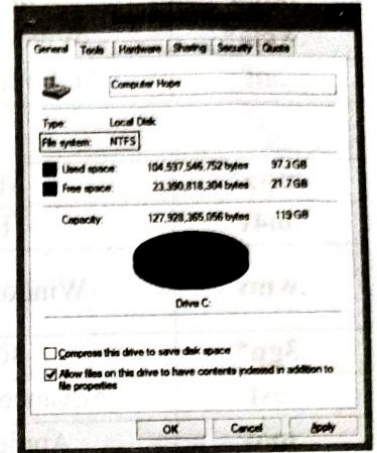 General Tools Hardware Sharing Security Quota
Computer Hope
Type: Local Disk
File system: NTFS
Used space: 104,537,546,752 bytes 97.3 GB
Free space: 23,390,818,304 bytes 21.7 GB
Capacity: 127,928,365,056 bytes 119 GB
Drive C:
Compress this drive to save disk space
Allow files on this drive to have contents indexed in addition to
file properties
OK Cancel Apply